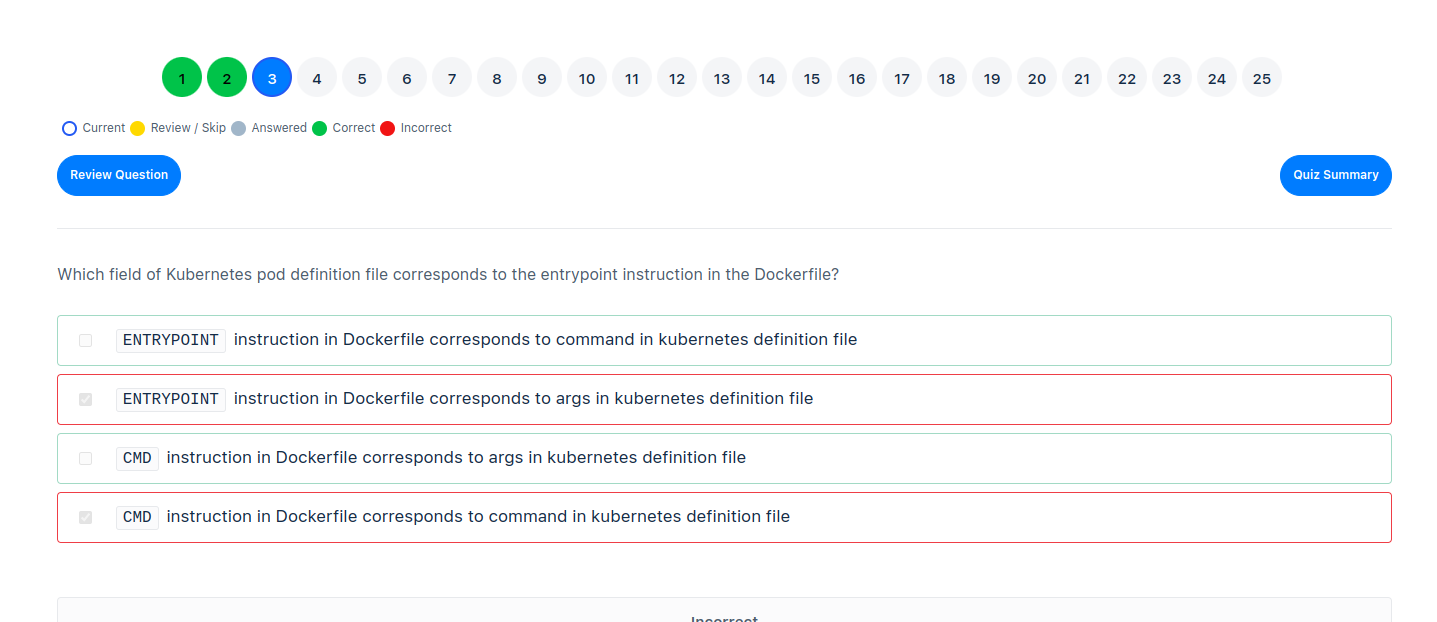 1 2 3 4 5 6 7 8 9 10 11 12 13 14 15 16 17 18 19 20 21 22 23 24 25
Current Review / Skip Answered Correct Incorrect
Review Question Quiz Summary
Which field of Kubernetes pod definition file corresponds to the entrypoint instruction in the Dockerfile?
ENTRYPOINT instruction in Dockerfile corresponds to command in kubernetes definition file
ENTRYPOINT instruction in Dockerfile corresponds to args in kubernetes definition file
CMD instruction in Dockerfile corresponds to args in kubernetes definition file
CMD instruction in Dockerfile corresponds to command in kubernetes definition file
Incorrect